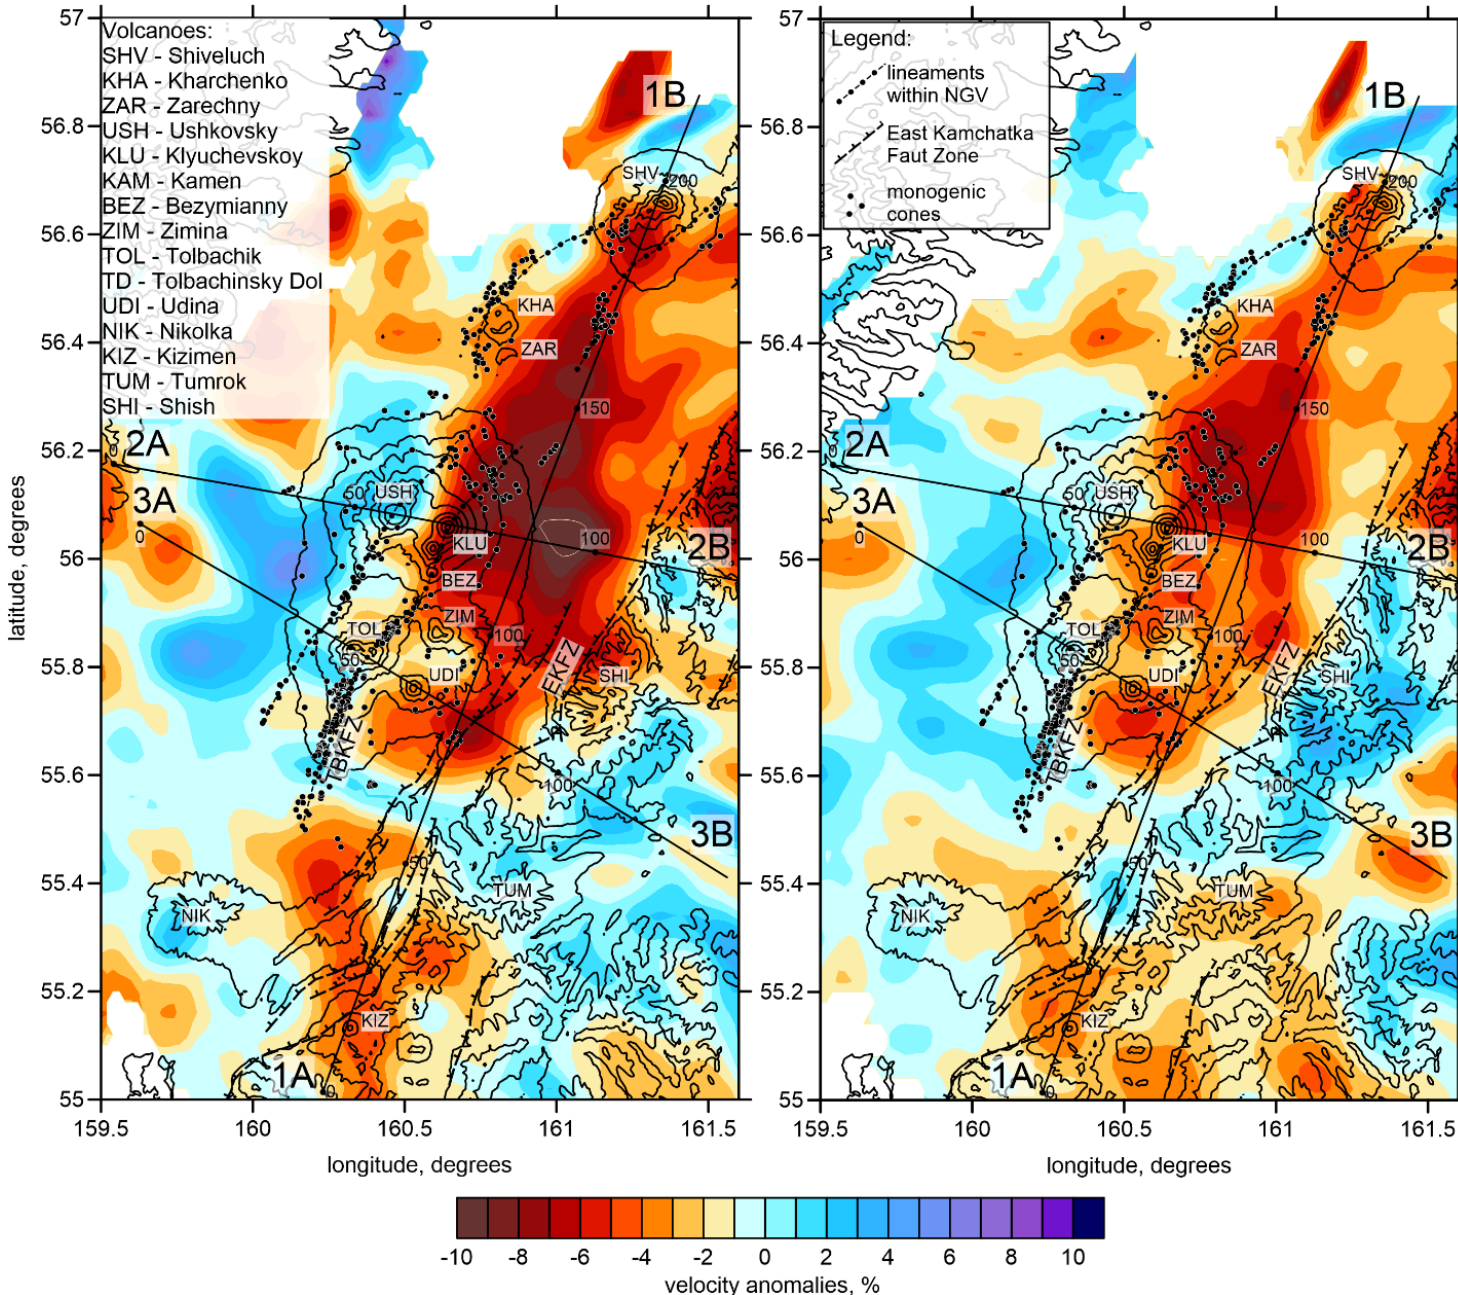 57
Volcanoes:
SHV - Shiveluch
KHA - Kharchenko
ZAR - Zarechny
USH - Ushkovsky
KLU - Klyuchevskoy
KAM - Kamen
BEZ - Bezymianny
ZIM - Zimina
TOL - Tolbachik
TD - Tolbachinsky Dol
UDI - Udina
NIK - Nikolka
KIZ - Kizimen
TUM - Tumrok
SHI - Shish
56.8
56.6
56.4
56.2
56
55.8
55.6
55.4
55.2
55
latitude, degrees
1B
SHV
200
KHA
ZAR
150
2A
0
3A
0
50
USH
KLU
100
2B
BEZ
ZIM
TOL
100
50
UDI
EKFZ
SHI
TBKFZ
100
3B
50
TUM
NIK
KIZ
1A
0
159.5
160
160.5
161
161.5
longitude, degrees
57
Legend:
lineaments
within NGV
East Kamchatka
Faut Zone
monogenic
cones
56.8
56.6
56.4
56.2
56
55.8
55.6
55.4
55.2
55
1B
SHV
200
KHA
ZAR
150
2A
0
3A
0
50
USH
KLU
100
2B
BEZ
ZIM
TOL
100
50
UDI
EKFZ
SHI
TBKFZ
100
3B
50
TUM
NIK
KIZ
1A
0
159.5
160
160.5
161
161.5
longitude, degrees
-10
-8
-6
-4
-2
0
2
4
6
8
10
velocity anomalies, %